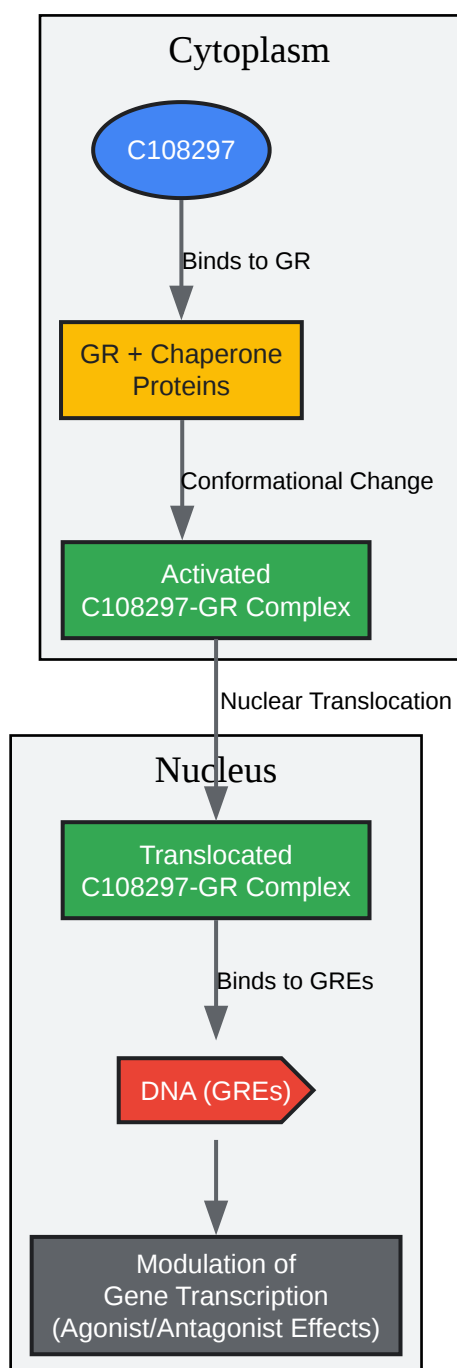 Cytoplasm
C108297
Binds to GR
GR + Chaperone
Proteins
Conformational Change
Activated
C108297-GR Complex
Nuclear Translocation
Nucleus
Translocated
C108297-GR Complex
Binds to GREs
DNA (GREs)
Modulation of
Gene Transcription
(Agonist/Antagonist Effects)